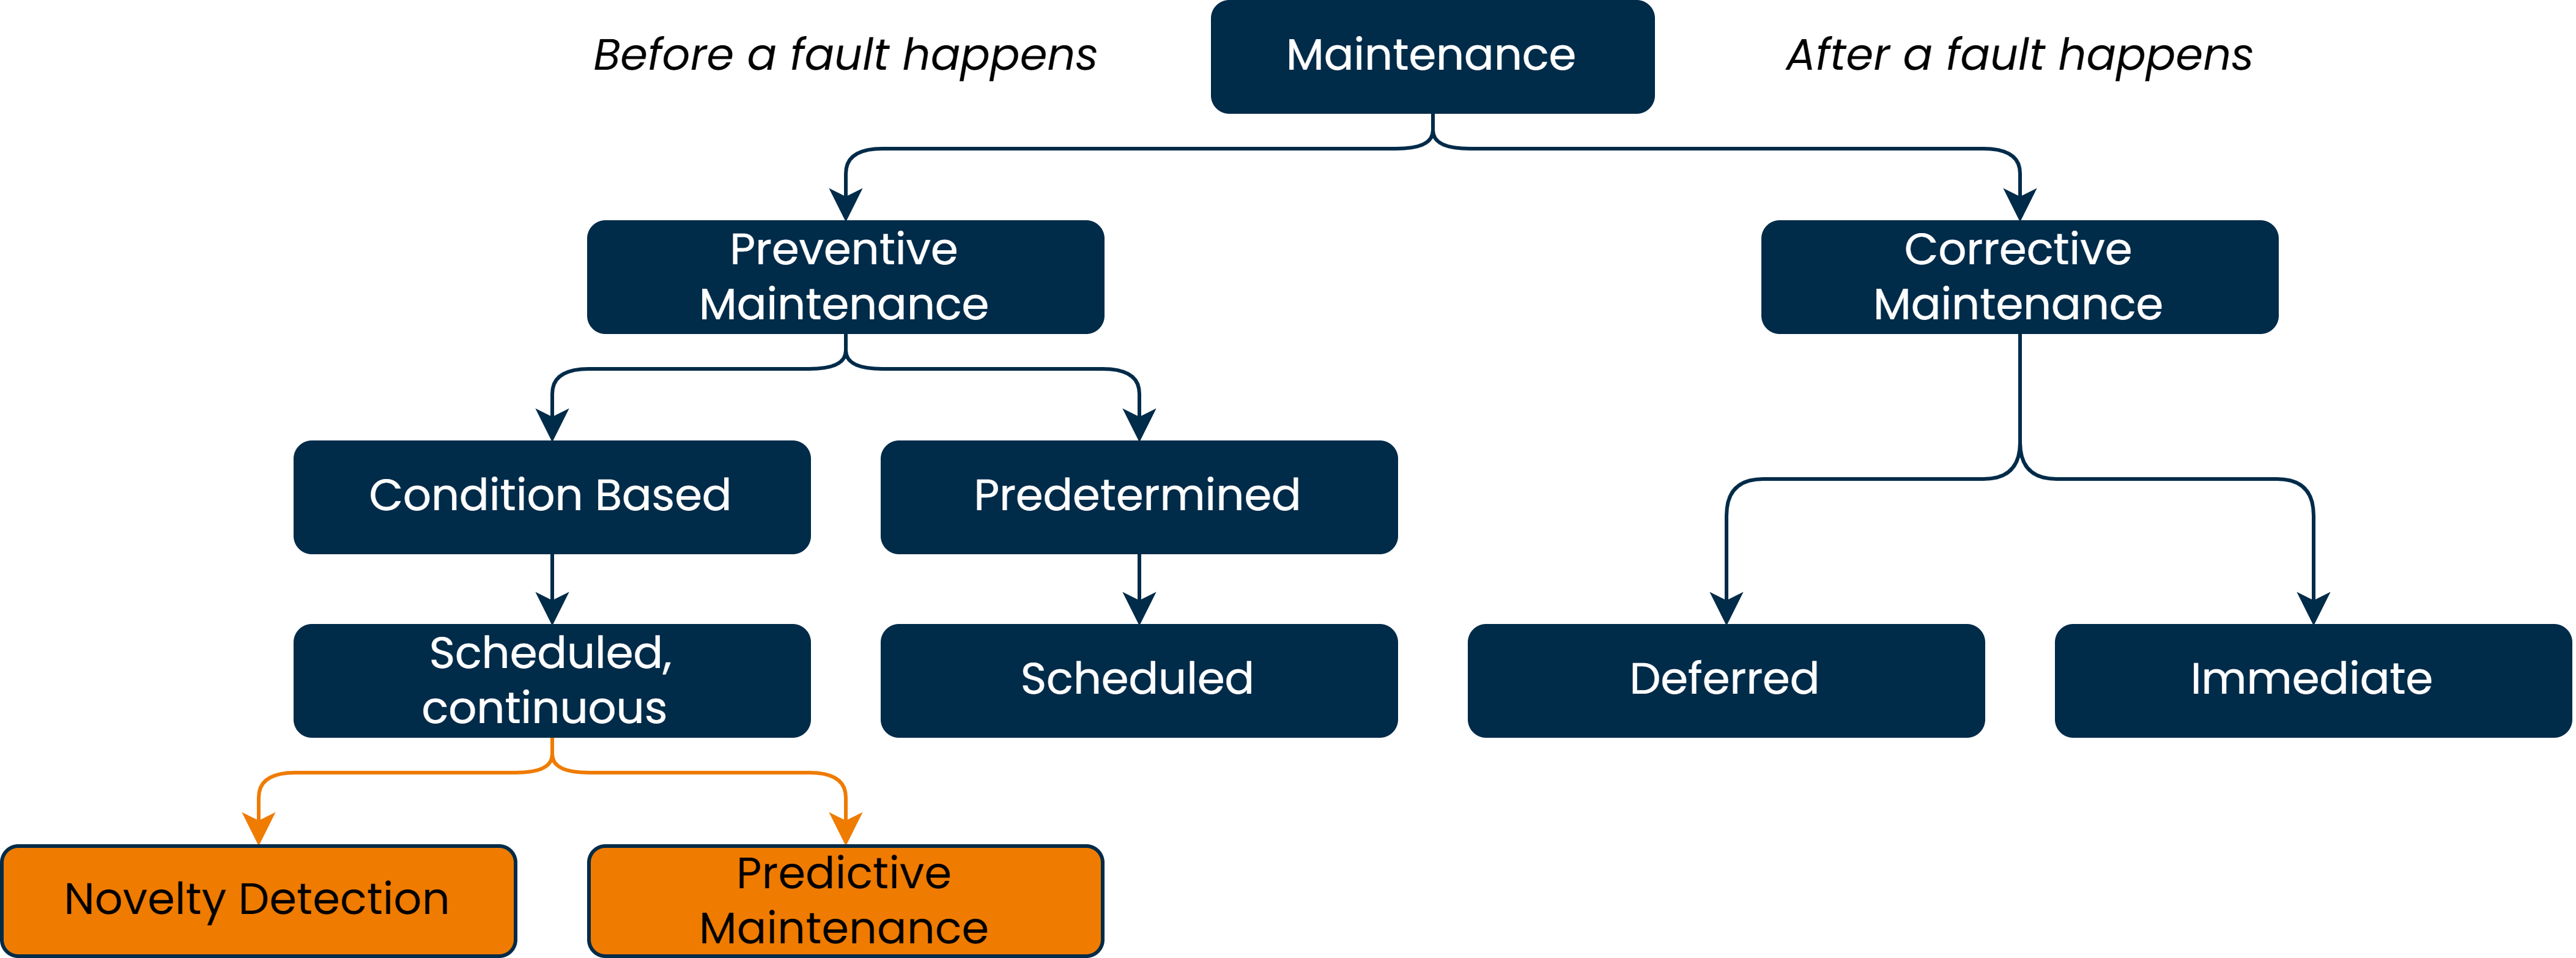 Before a fault happens
Maintenance
After a fault happens
Preventive
Maintenance
Corrective
Maintenance
Condition Based
Predetermined
Scheduled,
continuous
Scheduled
Deferred
Immediate
Novelty Detection
Predictive
Maintenance